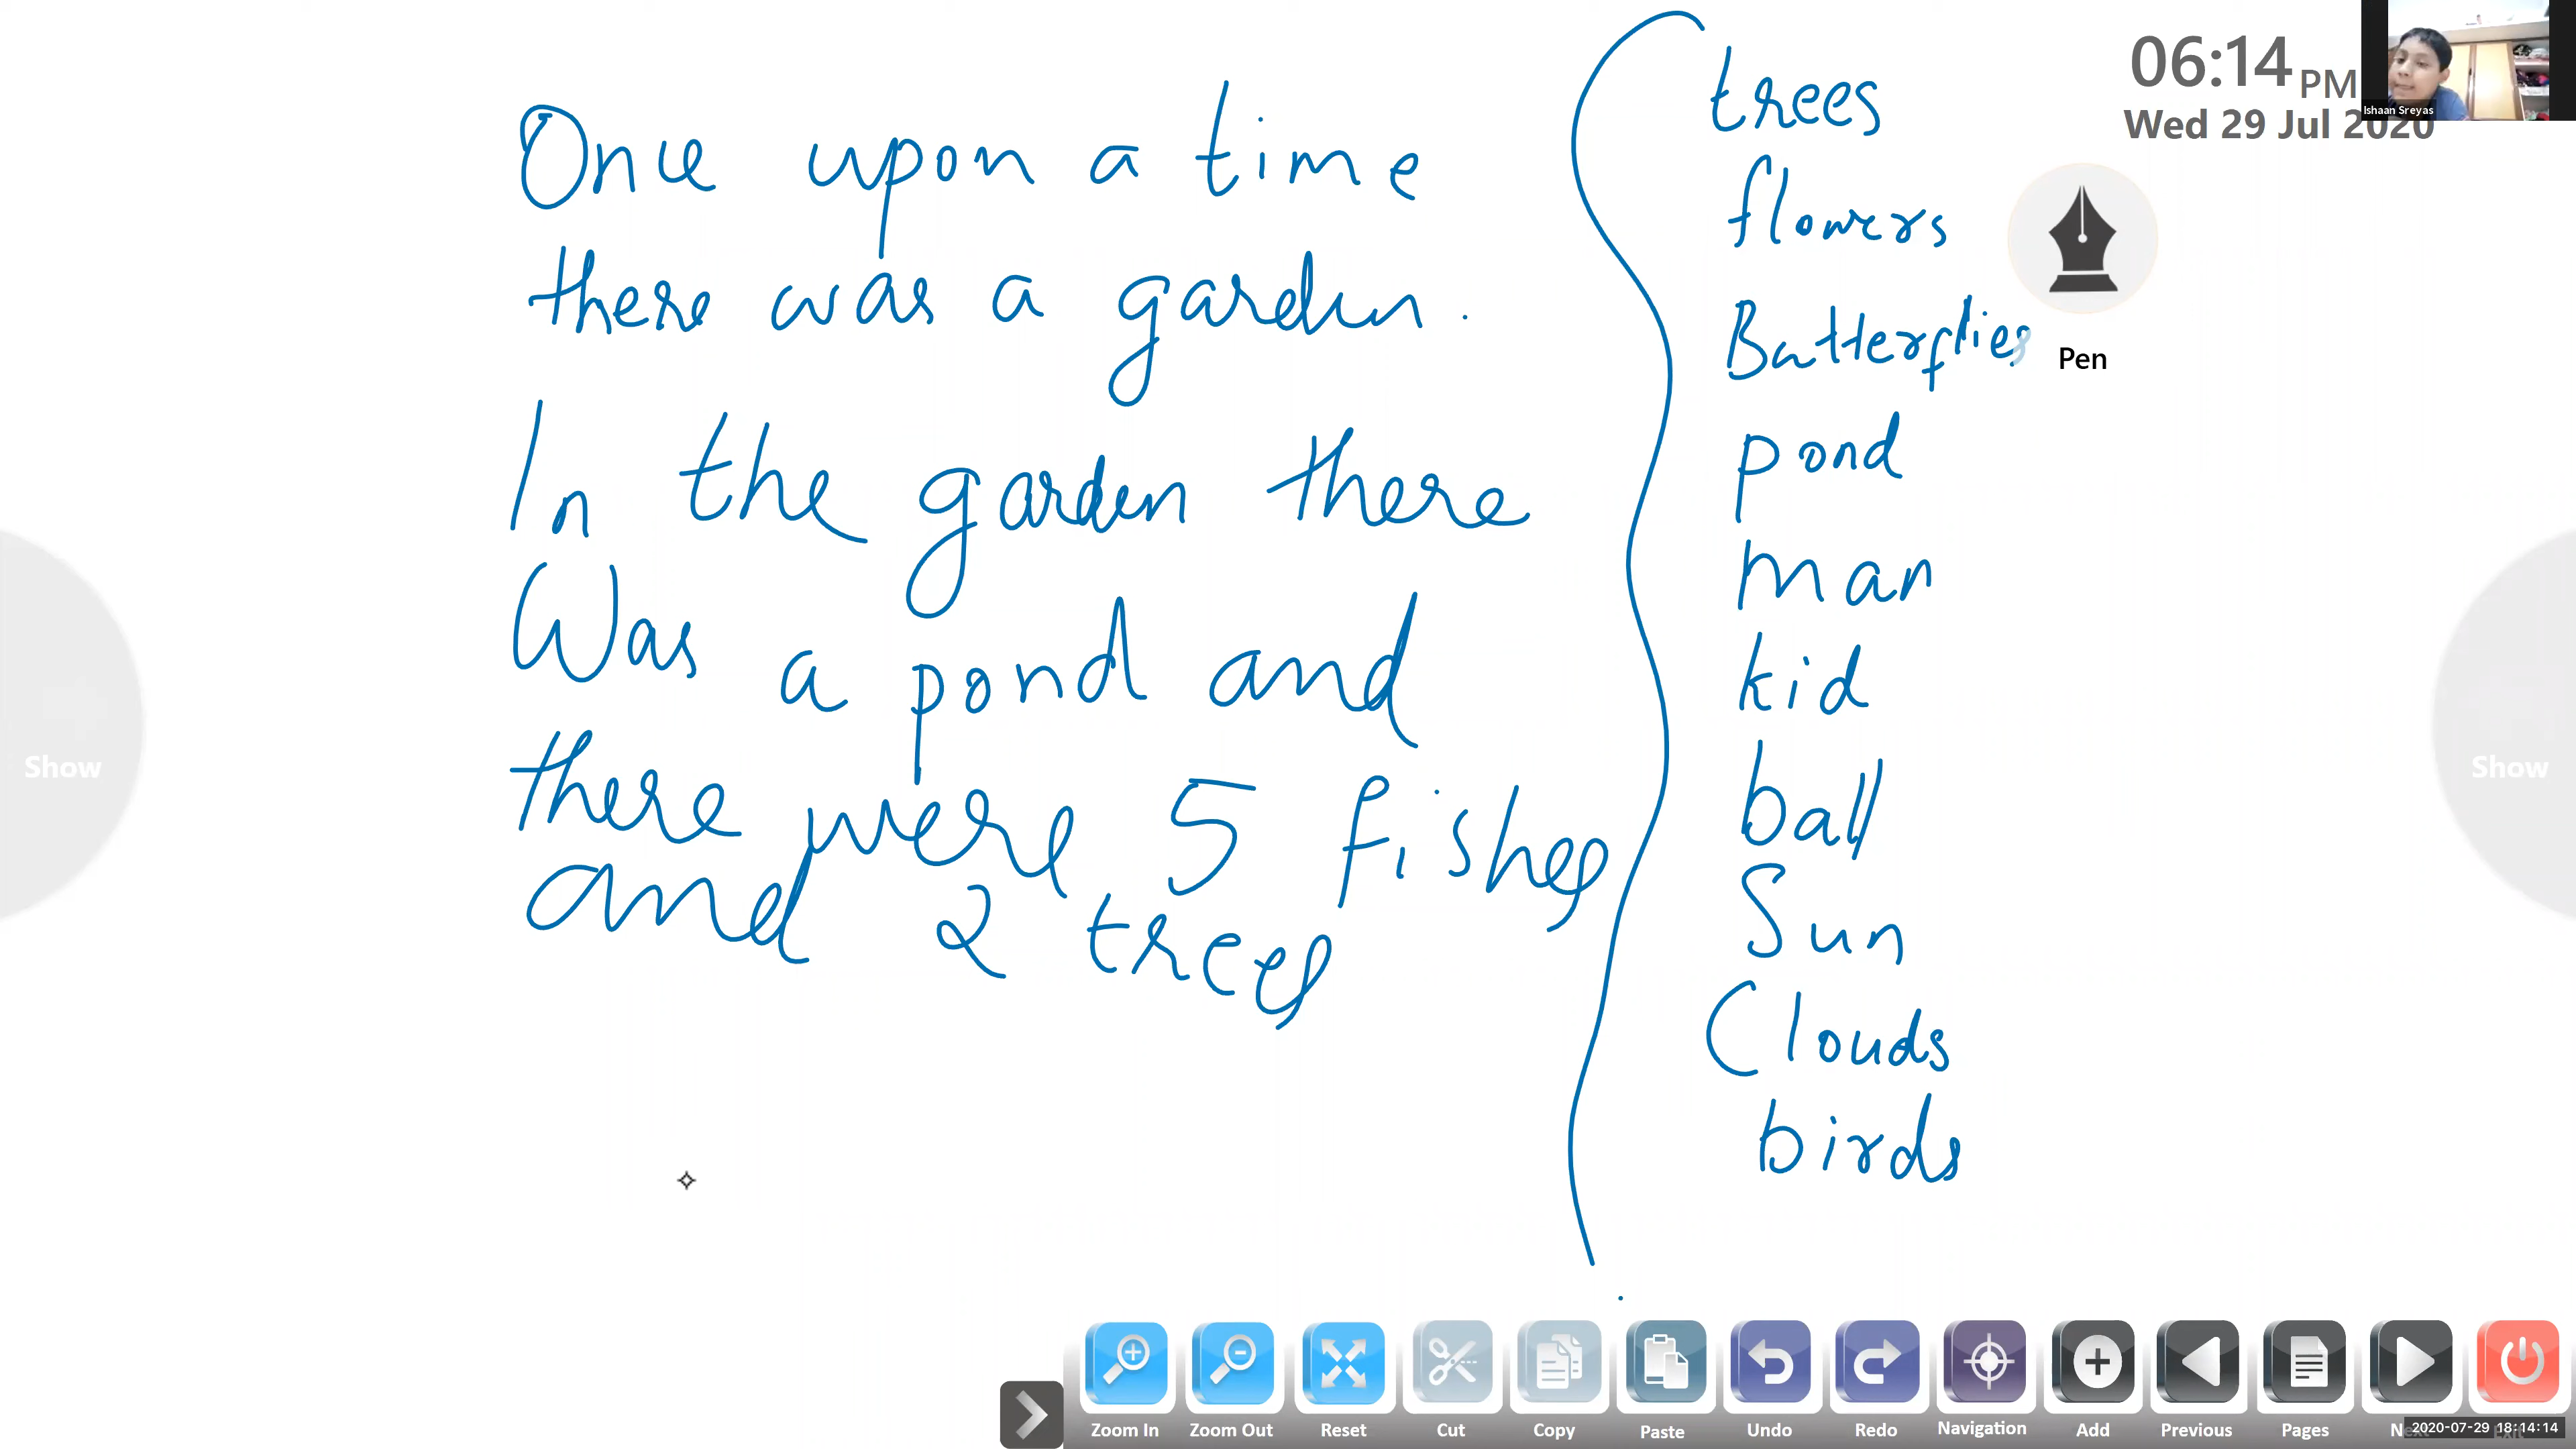 Once upon a time
there was a garden.
In the garden there
Was a pond and
there were 5 fishes
and 2 trees
trees
flowers
Butterflies
pond
man
kid
ball
Sun
Clouds
birds
06:14 PM
Wed 29 Jul 2020
Ishaan Sreyas
Pen
Show
Show
Zoom In
Zoom Out
Reset
Cut
Copy
Paste
Undo
Redo
Navigation
Add
Previous
Pages
2020-07-29 18:14:14